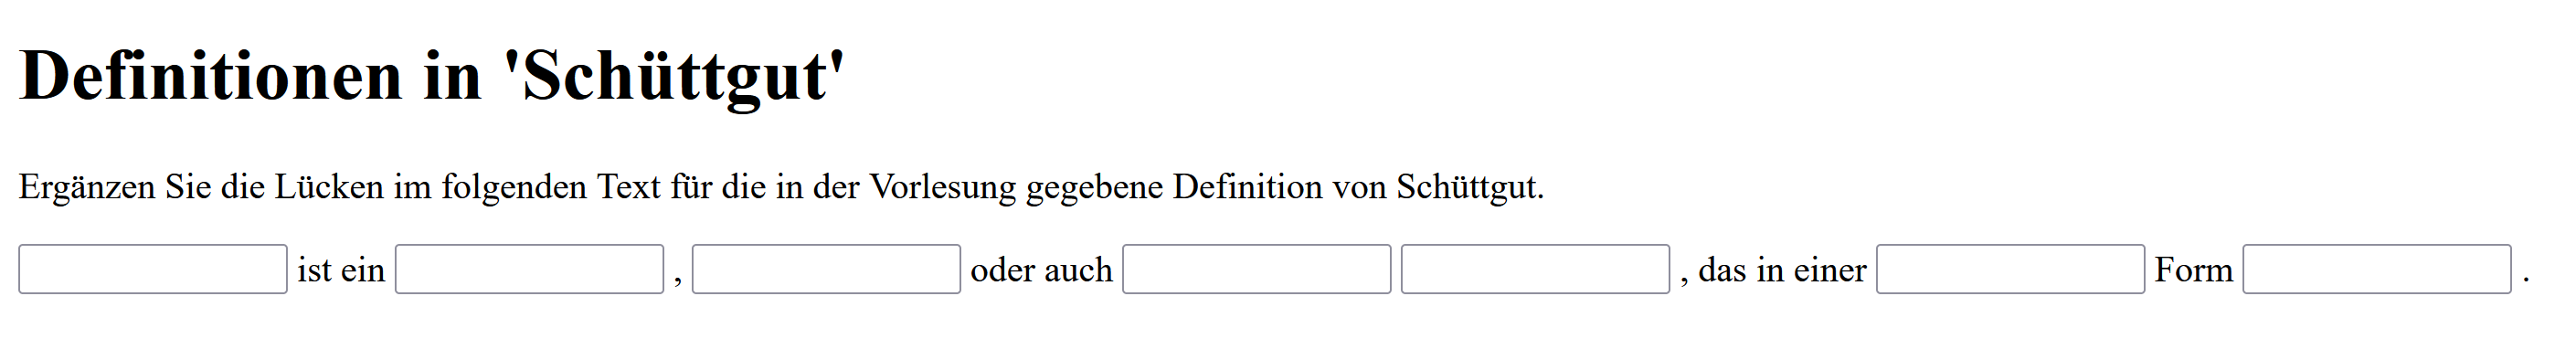 Definitionen in 'Schüttgut'
Ergänzen Sie die Lücken im folgenden Text für die in der Vorlesung gegebene Definition von Schüttgut.
ist ein , oder auch , das in einer Form .